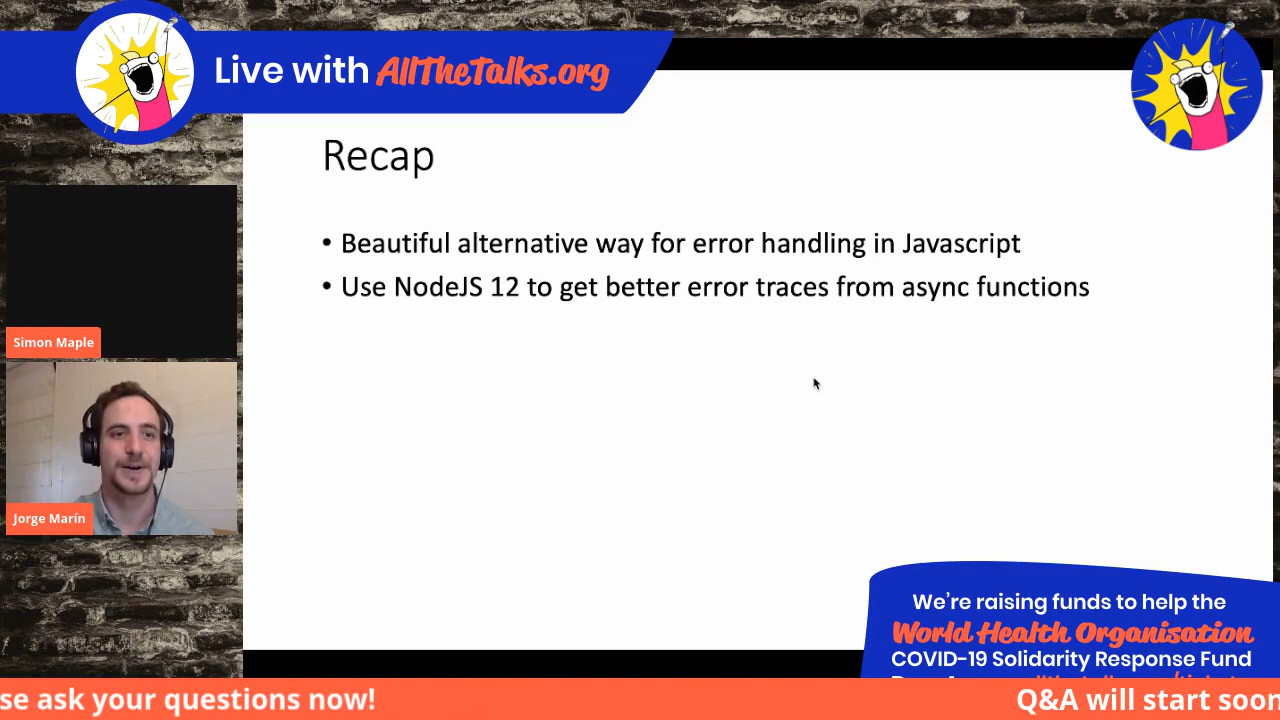 Live with AllTheTalks.org
Recap
• Beautiful alternative way for error handling in Javascript
• Use NodeJS 12 to get better error traces from async functions
Simon Maple
Jorge Marín
We're raising funds to help the
World Health Organisation
COVID-19 Solidarity Response Fund
se ask your questions now!
Q&A will start soon